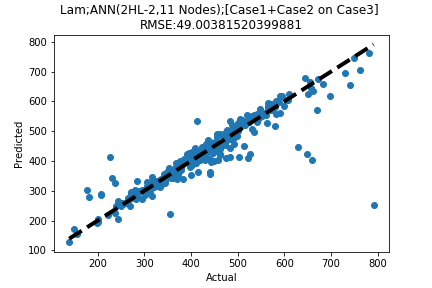 Lam;ANN(2HL-2,11 Nodes);[Case1+Case2 on Case3]
RMSE:49.00381520399881
800
700
600
500
400
300
200
100
Predicted
200 300 400 500 600 700 800
Actual